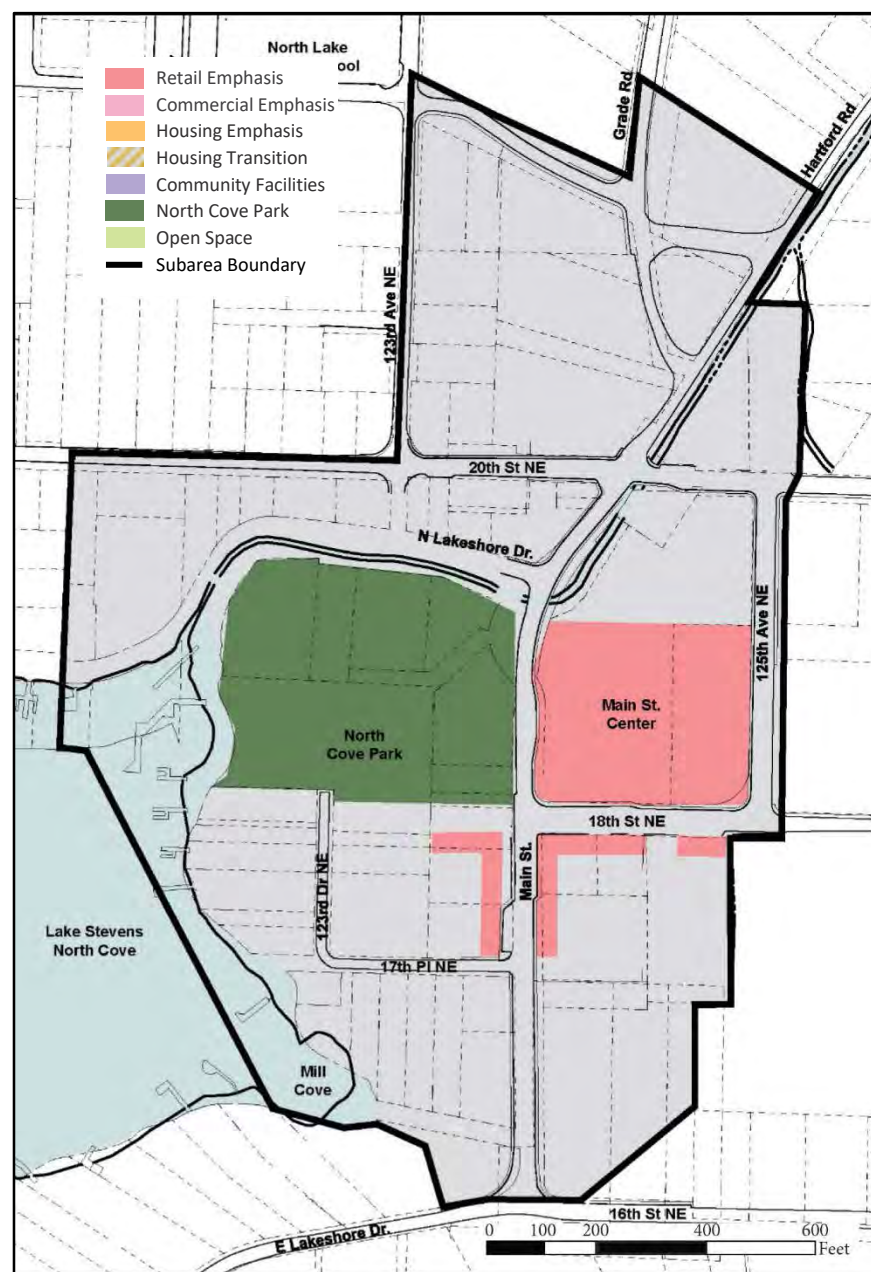 North Lake
ool
Retail Emphasis
Commercial Emphasis
Housing Emphasis
Housing Transition
Community Facilities
North Cove Park
Open Space
Subarea Boundary
Grade Rd
Hartford Rd
123rd Ave NE
20th St NE
N Lakeshore Dr.
125th Ave NE
Main St.
Center
North
Cove Park
18th St NE
Main St.
123rd Dr NE
Lake Stevens
North Cove
17th Pl NE
Mill
Cove
16th St NE
E Lakeshore Dr.
0 100 200 400 600
Feet